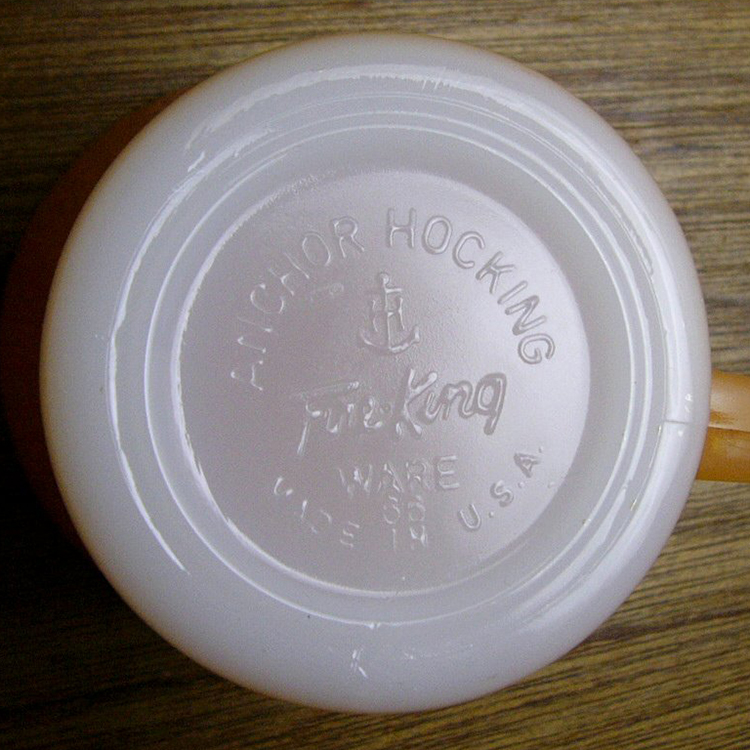 ANCHOR HOCKING
Fire-King
WARE
MADE IN U.S.A.